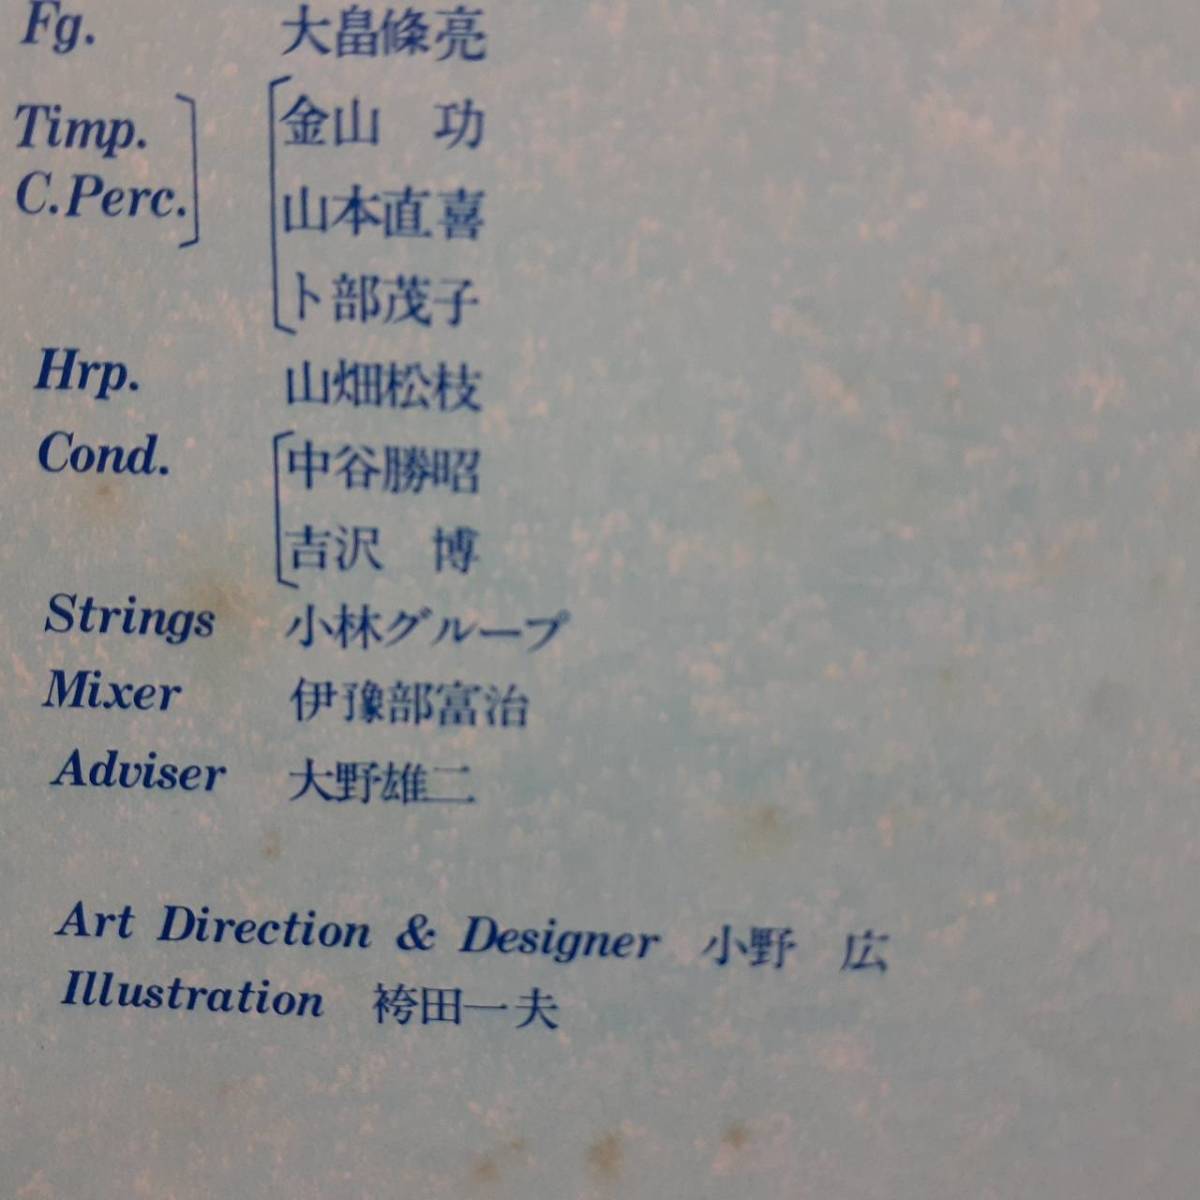 Fg. 大畠條亮
Timp. 金山 功
C.Perc. 山本直喜
卜部茂子
Hrp. 山畑松枝
Cond. 中谷勝昭
吉沢 博
Strings 小林グループ
Mixer 伊豫部富治
Adviser 大野雄二
Art Direction & Designer 小野 広
Illustration 袴田一夫